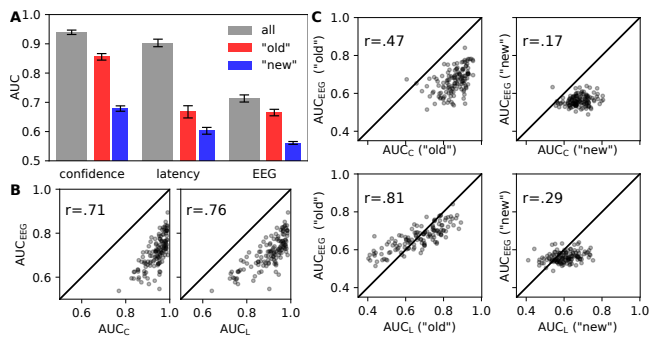 A
1.0
0.9
0.8
0.7
0.6
0.5
AUC
all
"old"
"new"
confidence
latency
EEG
B
1.0
0.8
0.6
AUC_EEG
r=.71
0.6
0.8
1.0
AUC_C
r=.76
0.6
0.8
1.0
AUC_L
C
1.0
0.8
0.6
0.4
AUC_EEG ("old")
r=.47
AUC_C ("old")
AUC_EEG ("new")
r=.17
AUC_C ("new")
1.0
0.8
0.6
0.4
AUC_EEG ("old")
r=.81
0.4
0.6
0.8
1.0
AUC_L ("old")
AUC_EEG ("new")
r=.29
0.4
0.6
0.8
1.0
AUC_L ("new")